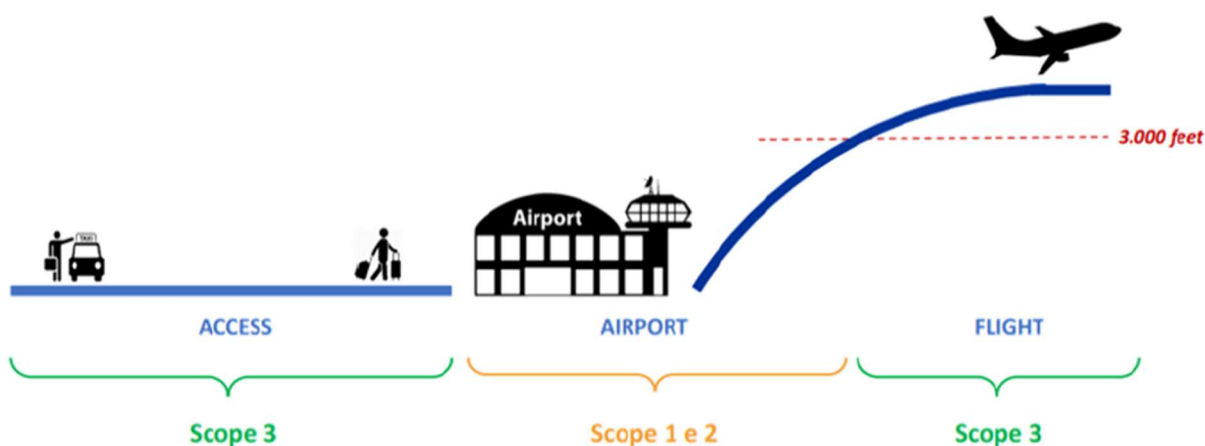 3.000 feet
Airport
TAXI
ACCESS
AIRPORT
FLIGHT
Scope 3
Scope 1 e 2
Scope 3